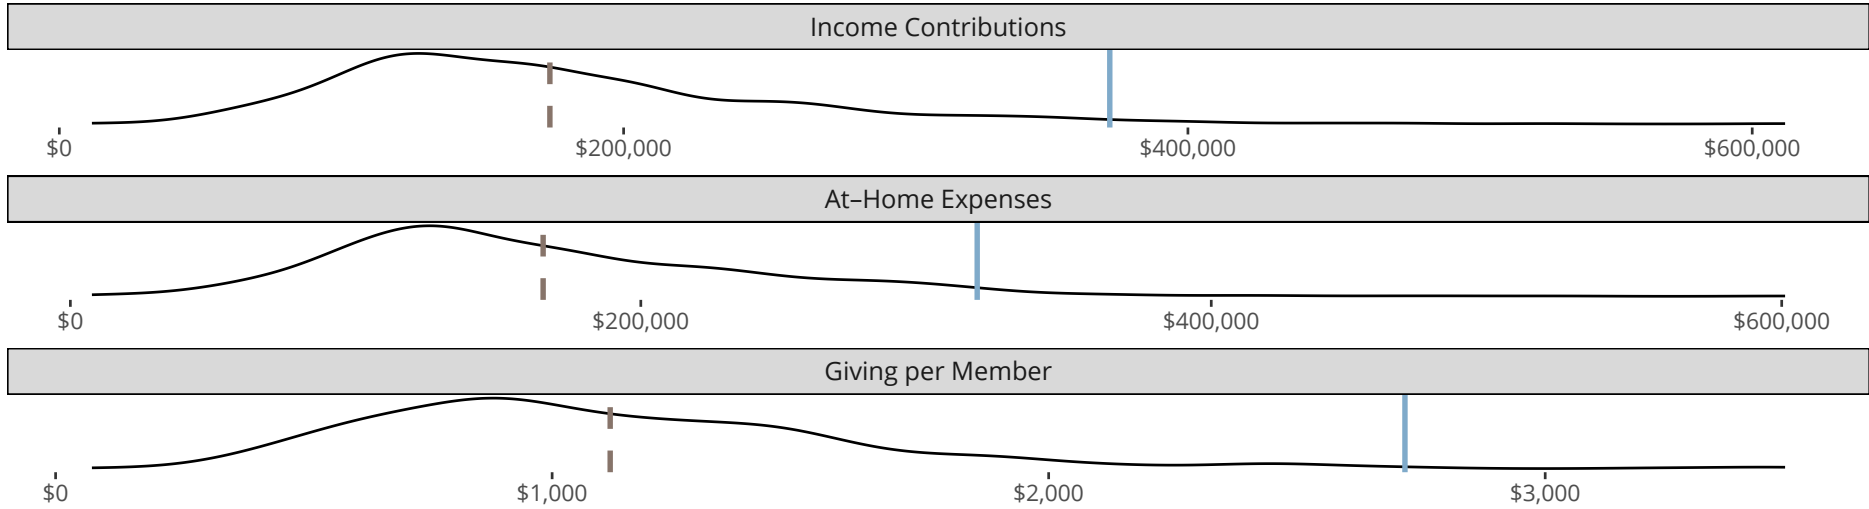 Income Contributions
$0 $200,000 $400,000 $600,000
At–Home Expenses
$0 $200,000 $400,000 $600,000
Giving per Member
$0 $1,000 $2,000 $3,000